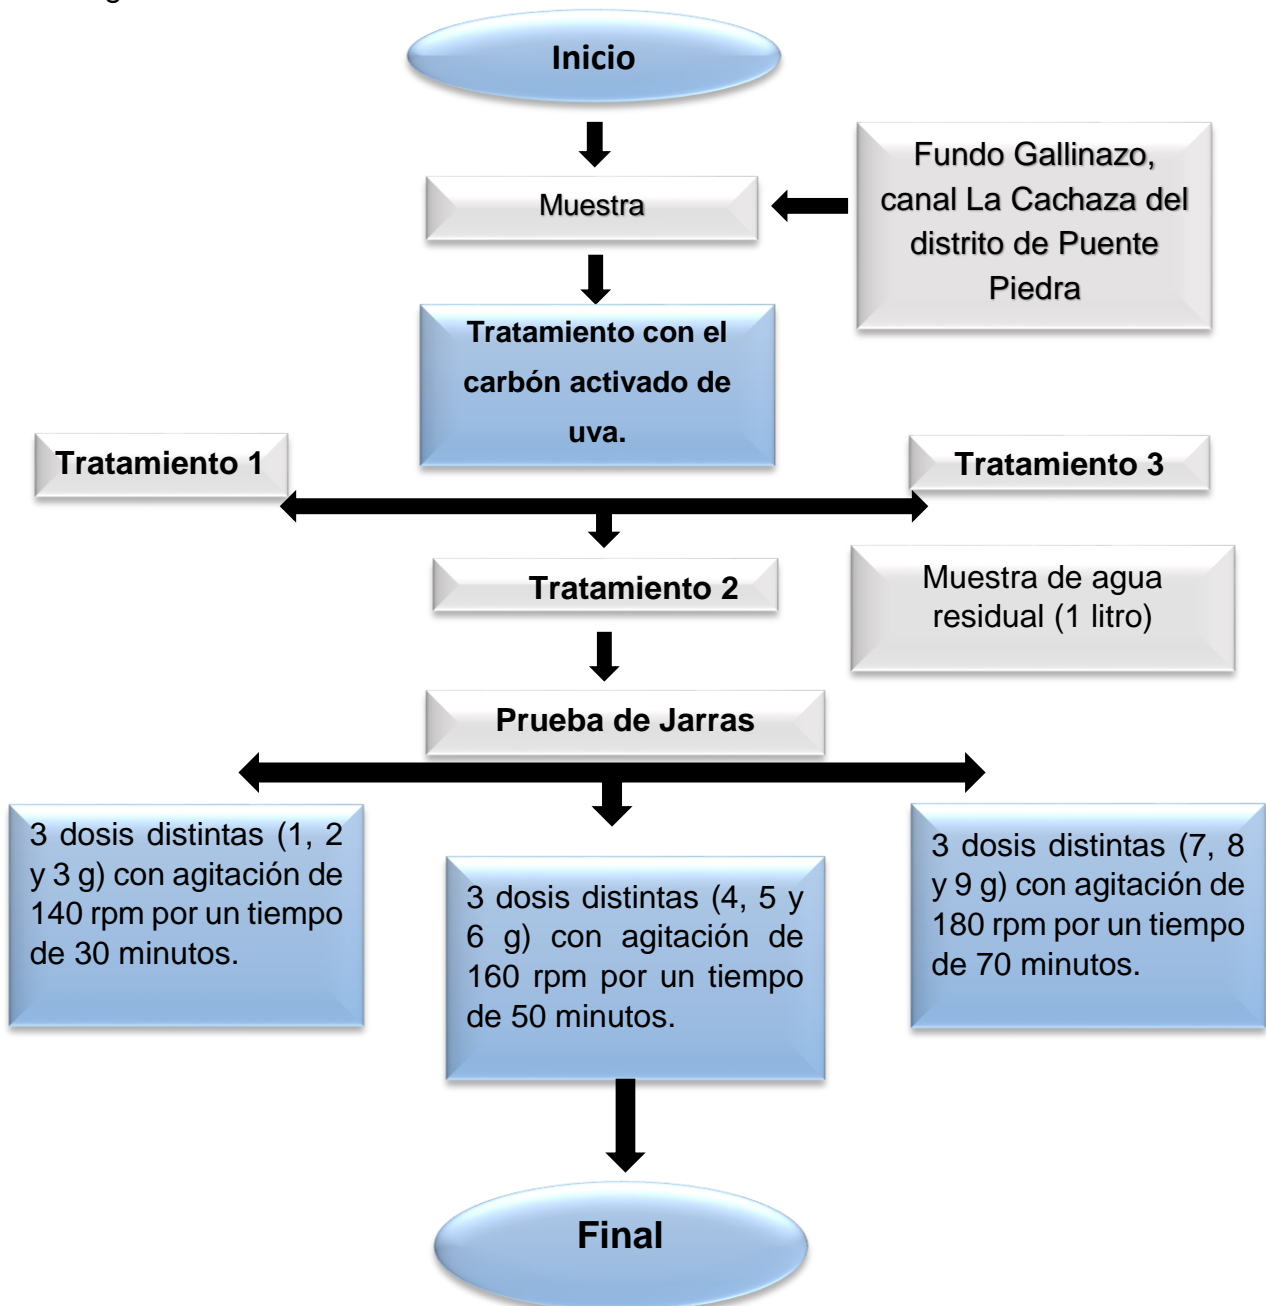 Inicio
Fundo Gallinazo,
canal La Cachaza del
distrito de Puente
Piedra
Muestra
Tratamiento con el
carbón activado de
uva.
Tratamiento 1
Tratamiento 3
Tratamiento 2
Muestra de agua
residual (1 litro)
Prueba de Jarras
3 dosis distintas (1, 2
y 3 g) con agitación de
140 rpm por un tiempo
de 30 minutos.
3 dosis distintas (4, 5 y
6 g) con agitación de
160 rpm por un tiempo
de 50 minutos.
3 dosis distintas (7, 8
y 9 g) con agitación de
180 rpm por un tiempo
de 70 minutos.
Final